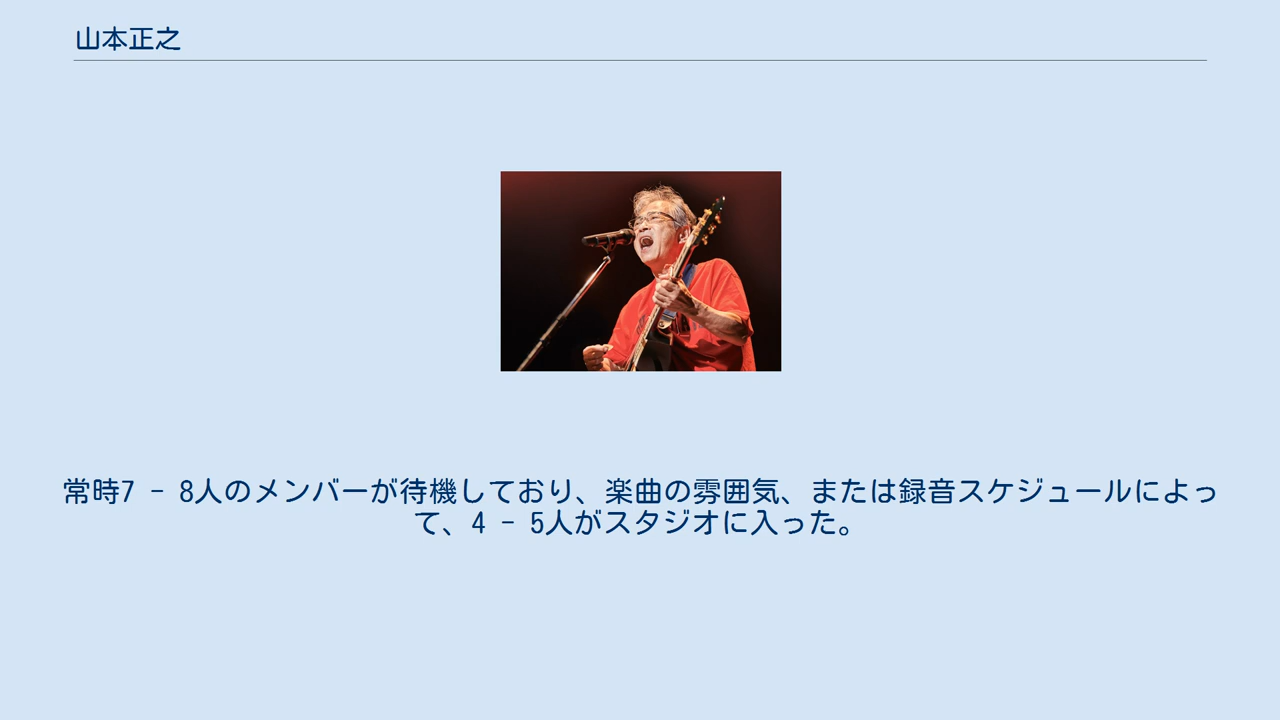 山本正之
常時7 - 8人のメンバーが待機しており、楽曲の雰囲気、または録音スケジュールによっ
て、4 - 5人がスタジオに入った。